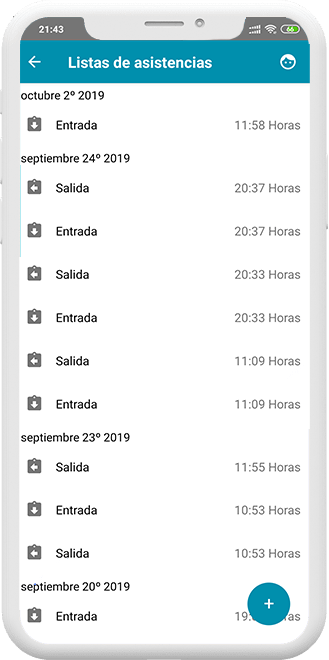 21:43
66
Listas de asistencias
octubre 2º 2019
Entrada 11:58 Horas
septiembre 24º 2019
Salida 20:37 Horas
Entrada 20:37 Horas
Salida 20:33 Horas
Entrada 20:33 Horas
Salida 11:09 Horas
Entrada 11:09 Horas
septiembre 23º 2019
Salida 11:55 Horas
Entrada 10:53 Horas
Salida 10:53 Horas
septiembre 20º 2019
Entrada Horas